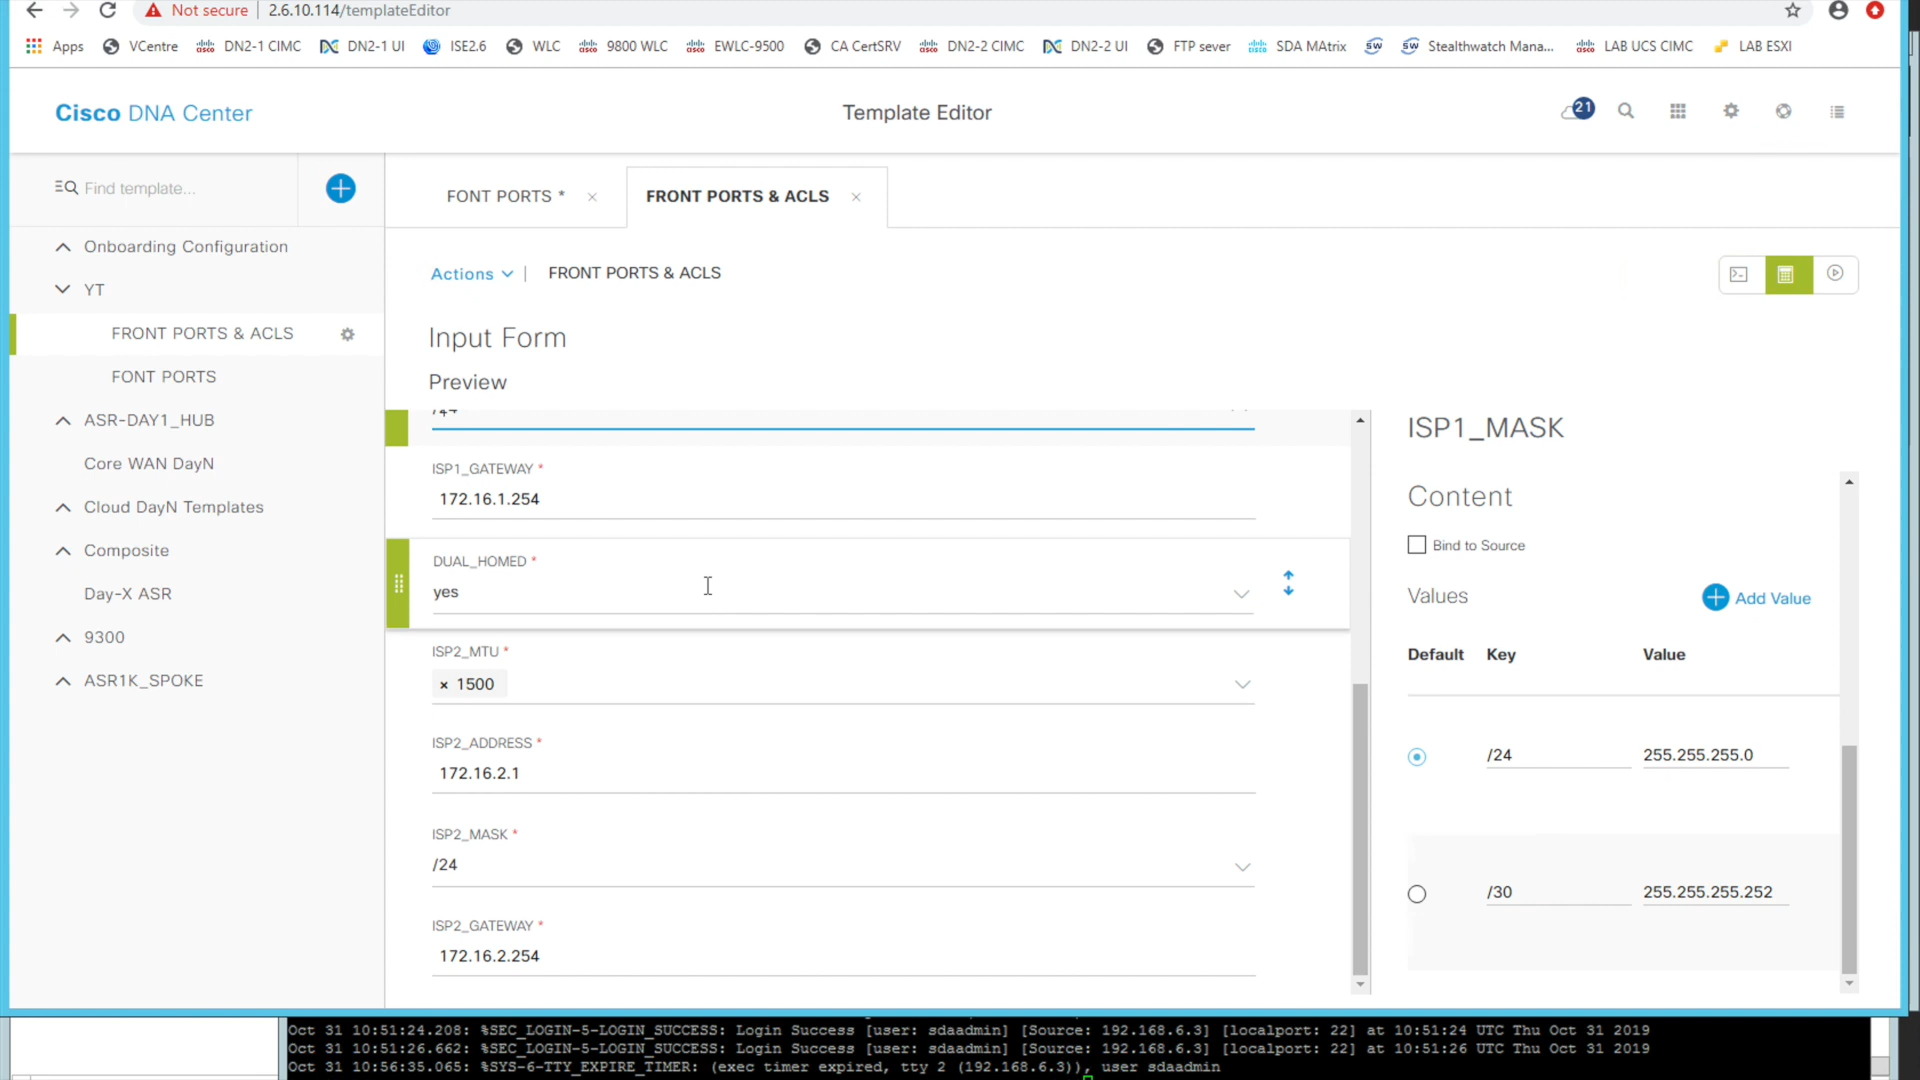 Not secure 2.6.10.114/templateEditor
Apps VCentre DN2-1 CIMC DN2-1 UI ISE2.6 WLC 9800 WLC EWLC-9500 CA CertSRV DN2-2 CIMC DN2-2 UI FTP sever SDA MAtrix Stealthwatch Mana... LAB UCS CIMC LAB ESXI
Cisco DNA Center
Template Editor
21
Find template...
FONT PORTS *
FRONT PORTS & ACLS
Onboarding Configuration
YT
FRONT PORTS & ACLS
FONT PORTS
ASR-DAY1_HUB
Core WAN DayN
Cloud DayN Templates
Composite
Day-X ASR
9300
ASR1K_SPOKE
Actions
FRONT PORTS & ACLS
Input Form
Preview
/24
ISP1_GATEWAY *
172.16.1.254
DUAL_HOMED *
yes
ISP2_MTU *
× 1500
ISP2_ADDRESS *
172.16.2.1
ISP2_MASK *
/24
ISP2_GATEWAY *
172.16.2.254
ISP1_MASK
Content
Bind to Source
Values
Add Value
Default Key Value
/24 255.255.255.0
/30 255.255.255.252
Oct 31 10:51:24.208: %SEC_LOGIN-5-LOGIN_SUCCESS: Login Success [user: sdaadmin] [Source: 192.168.6.3] [localport: 22] at 10:51:24 UTC Thu Oct 31 2019
Oct 31 10:51:26.662: %SEC_LOGIN-5-LOGIN_SUCCESS: Login Success [user: sdaadmin] [Source: 192.168.6.3] [localport: 22] at 10:51:26 UTC Thu Oct 31 2019
Oct 31 10:56:35.065: %SYS-6-TTY_EXPIRE_TIMER: (exec timer expired, tty 2 (192.168.6.3)), user sdaadmin